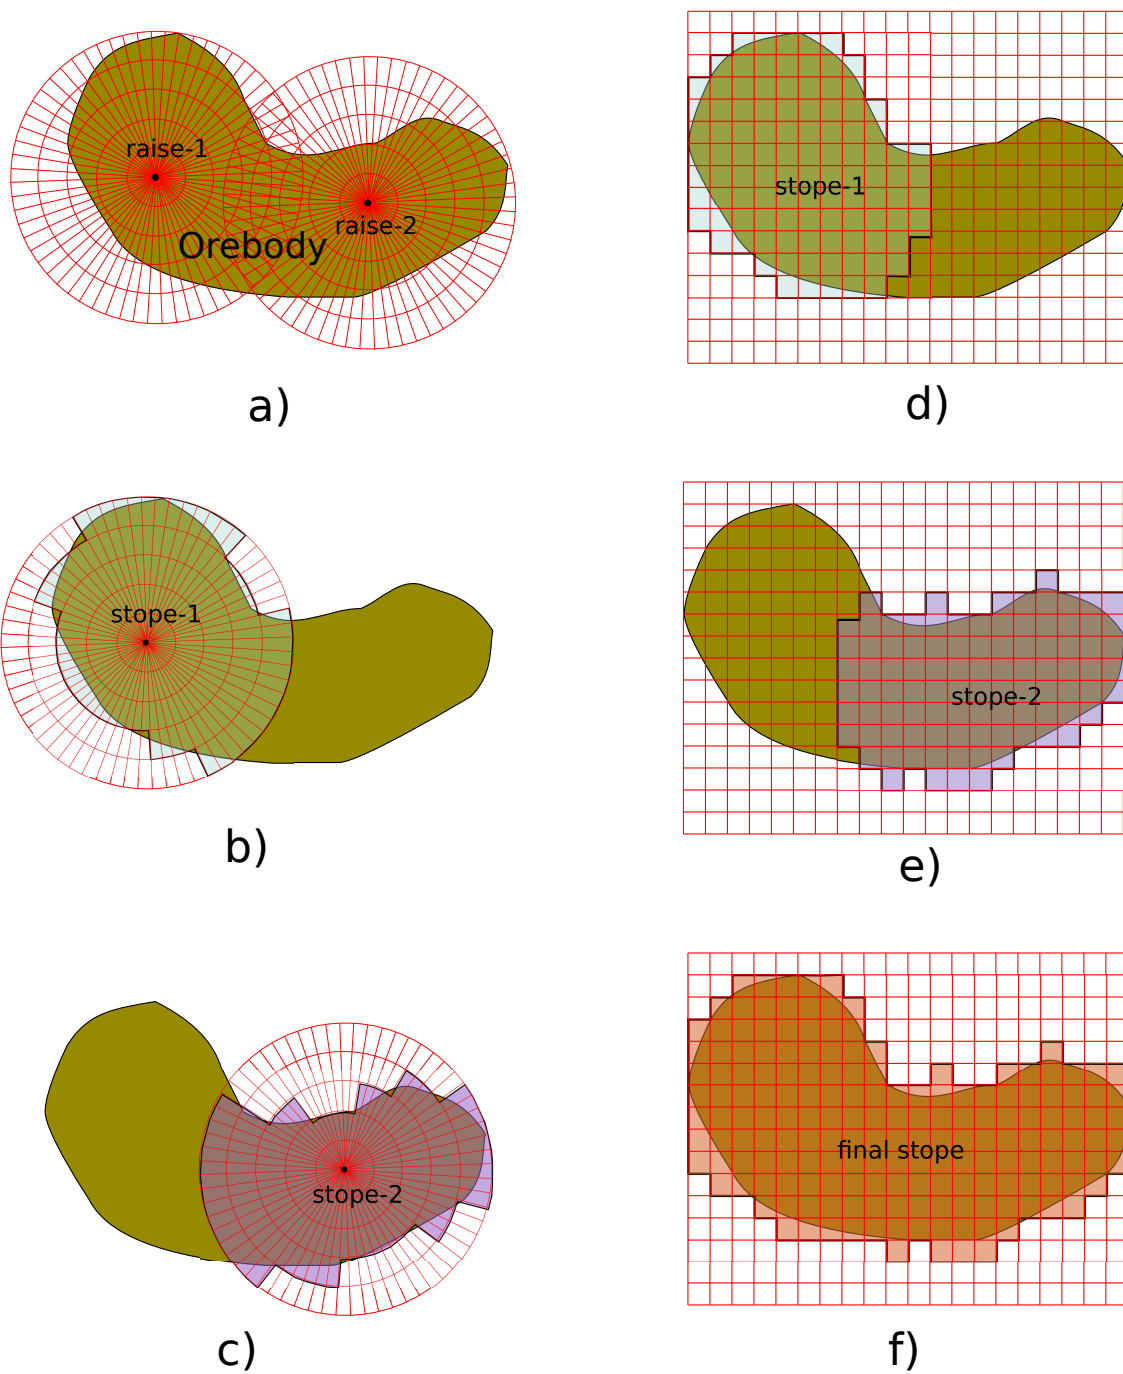 raise-1
raise-2
Orebody
a)
stope-1
d)
stope-1
b)
stope-2
e)
stope-2
c)
final stope
f)